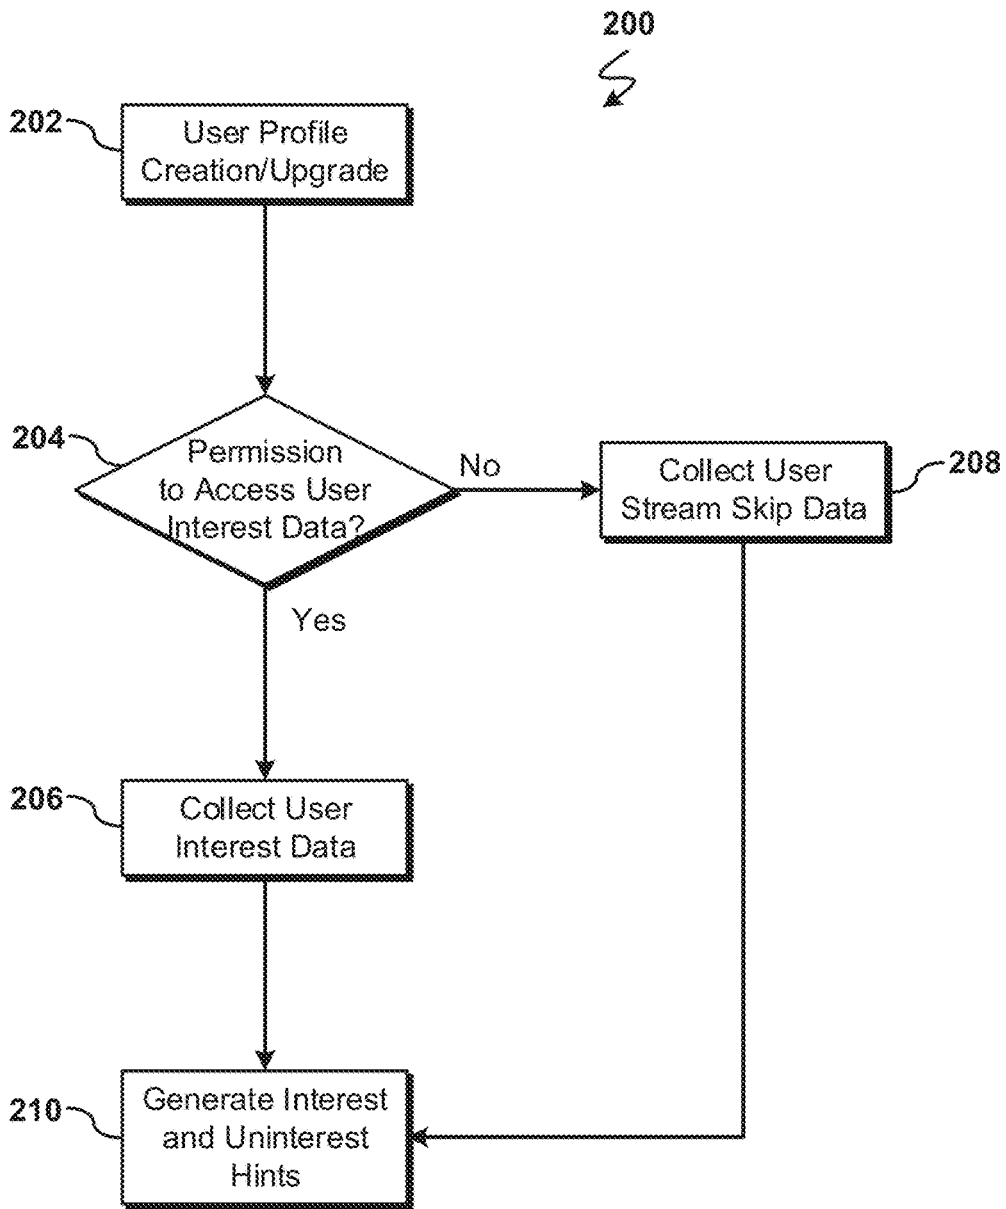 200
202
User Profile
Creation/Upgrade
204
Permission
to Access User
Interest Data?
No
Collect User
Stream Skip Data
208
Yes
206
Collect User
Interest Data
210
Generate Interest
and Uninterest
Hints